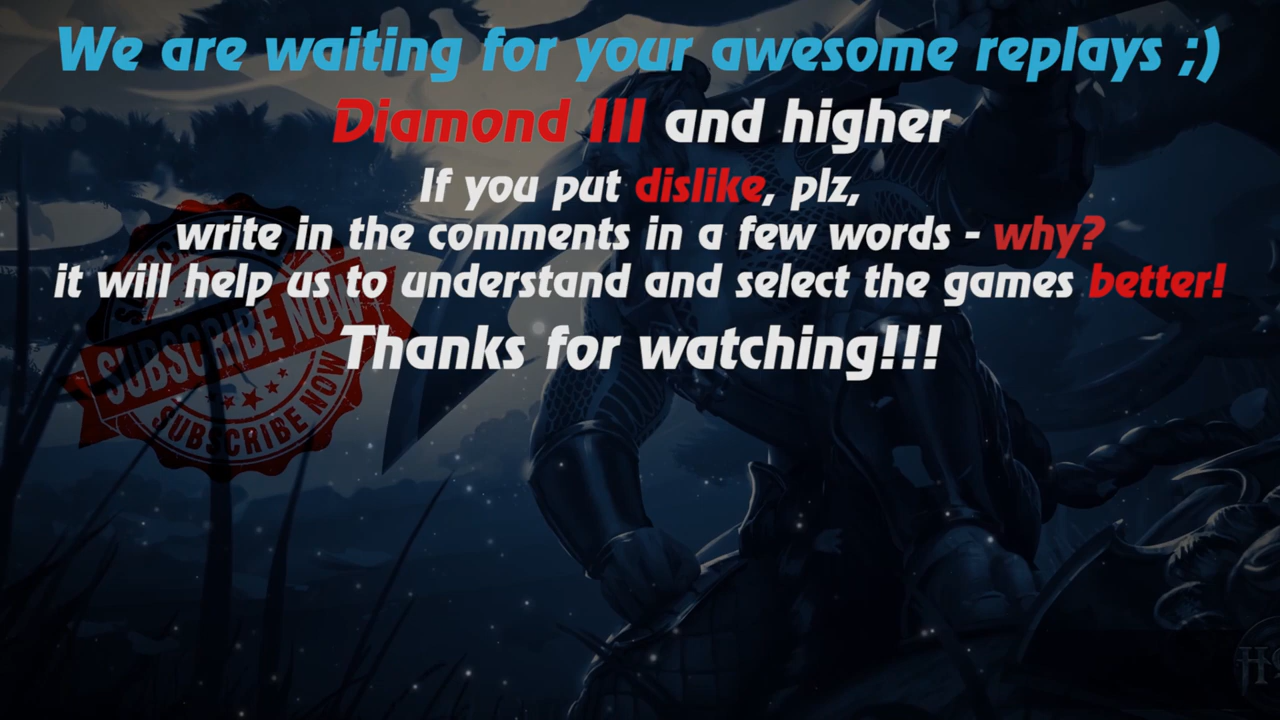 We are waiting for your awesome replays ;)
Diamond III and higher
If you put dislike, plz,
write in the comments in a few words - why?
it will help us to understand and select the games better!
Thanks for watching!!!
SUBSCRIBE NOW
SUBSCRIBE NOW